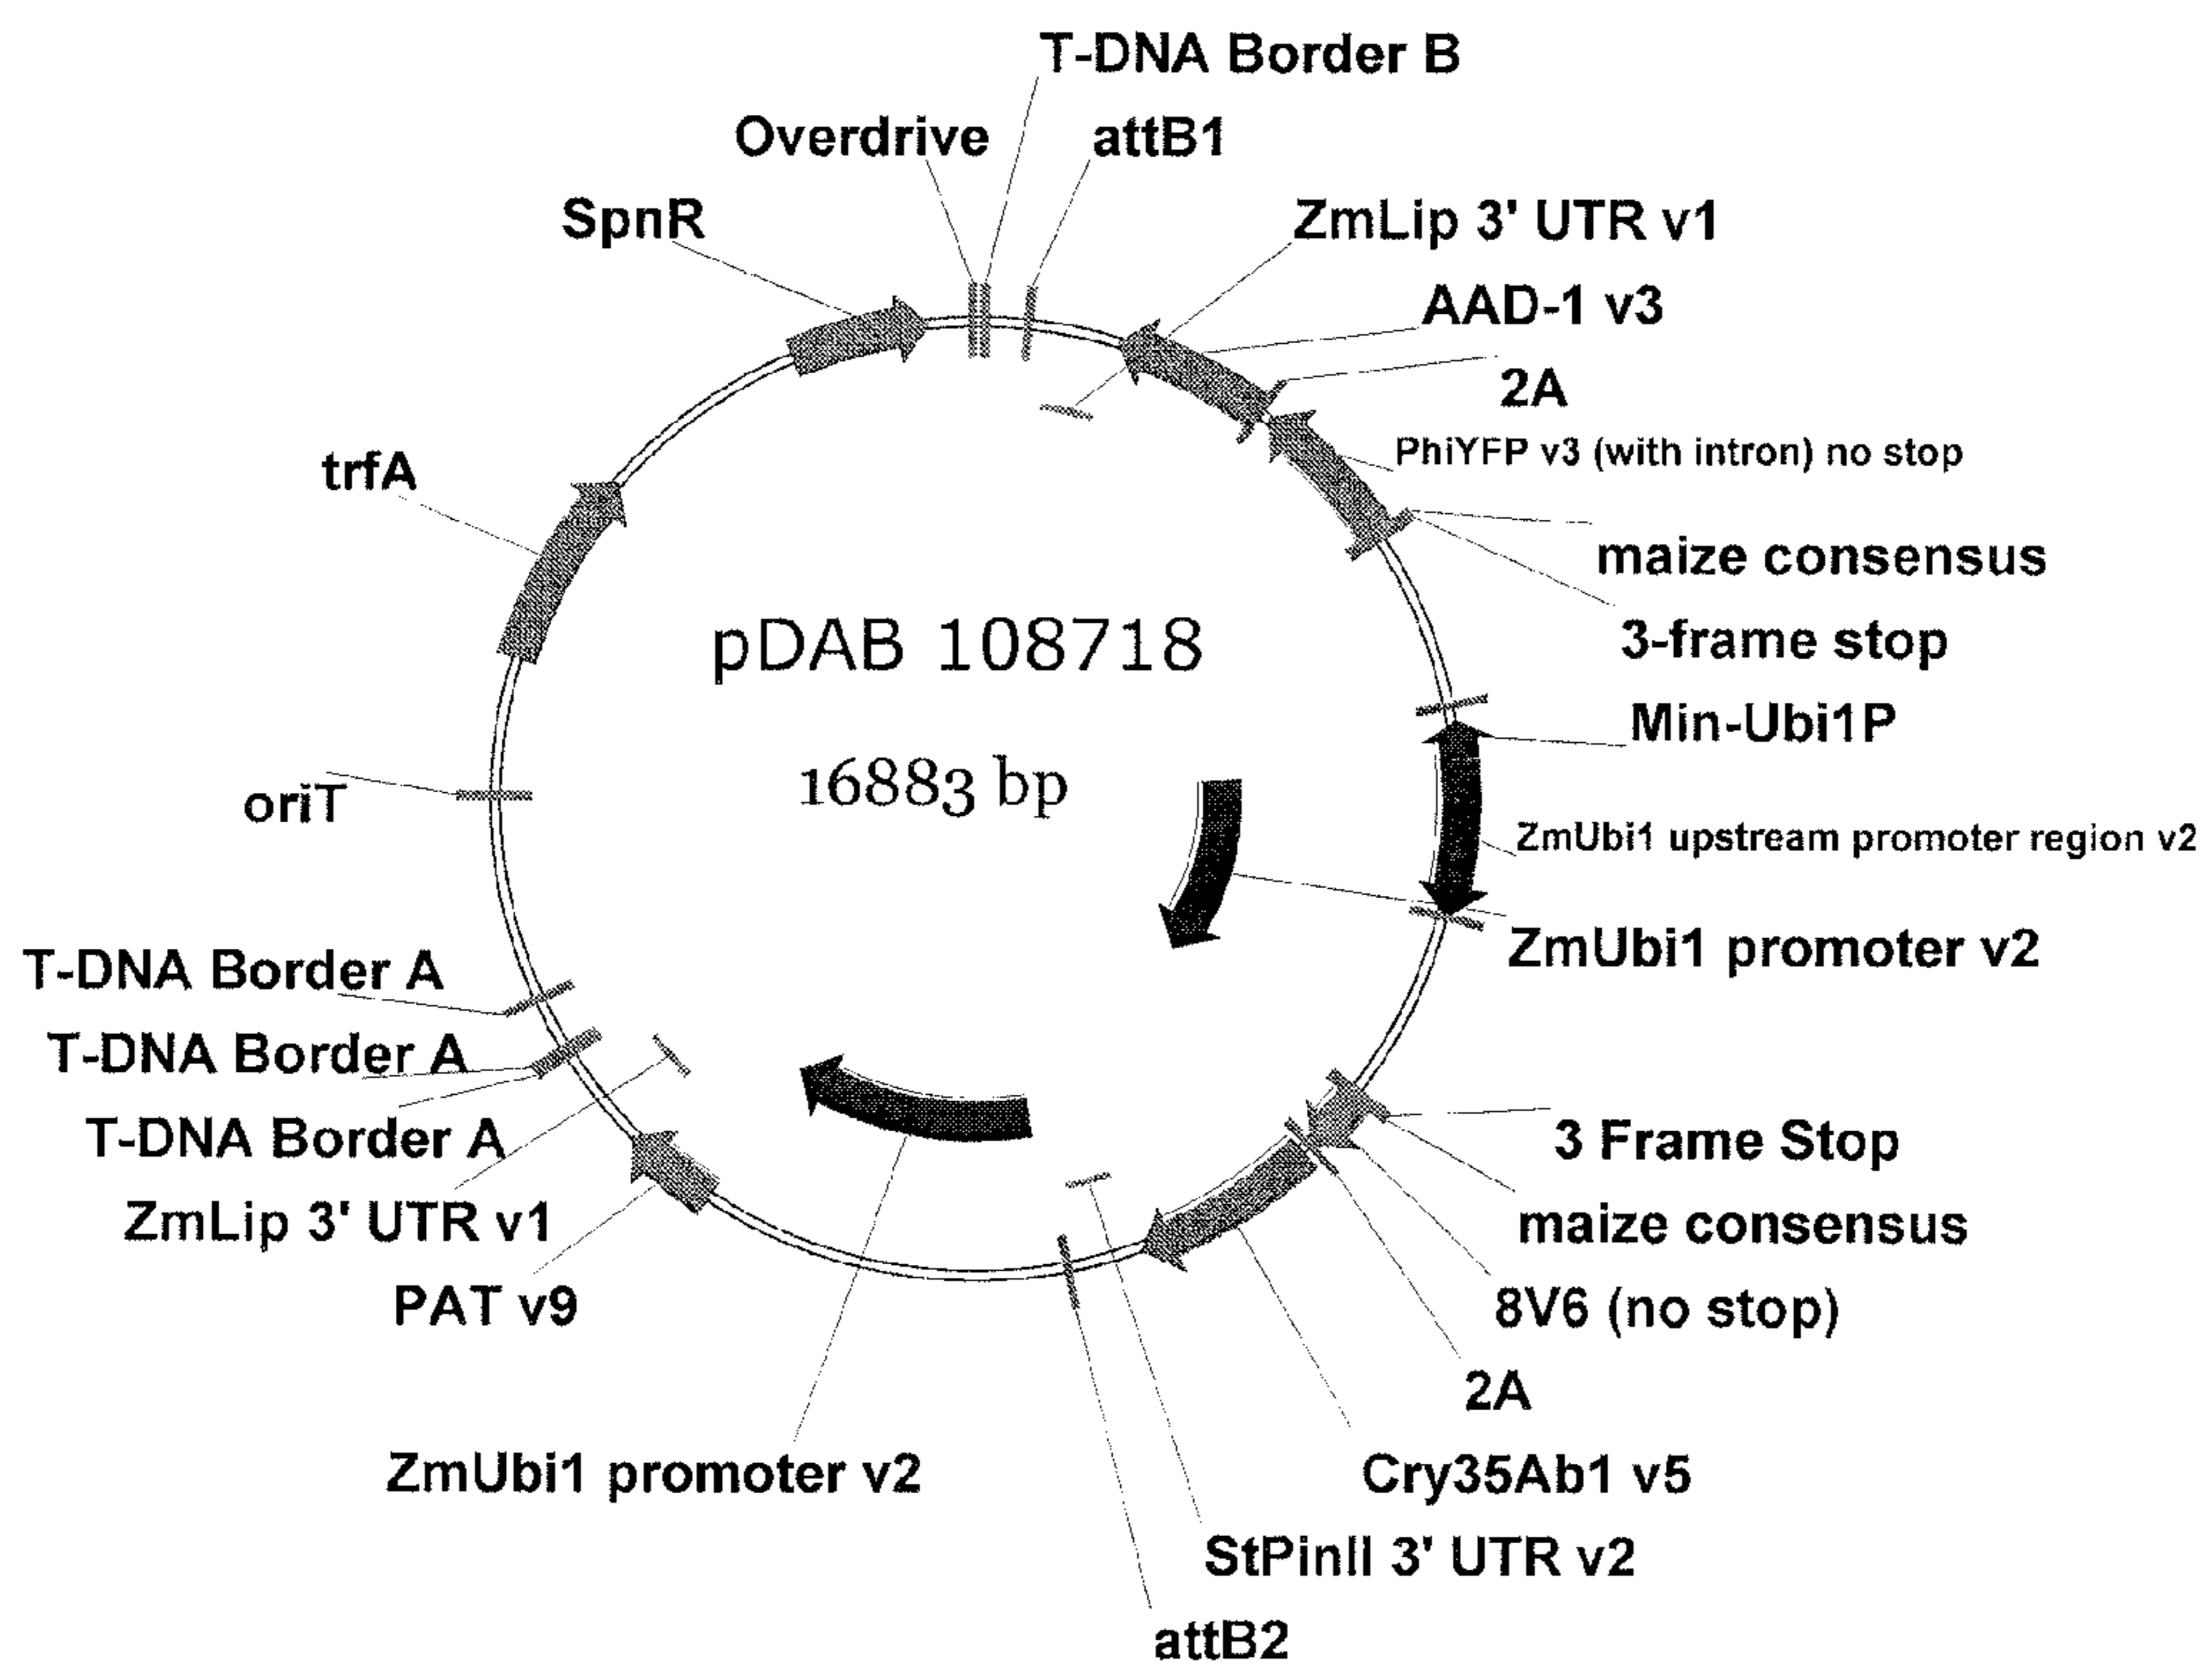 T-DNA Border B
Overdrive
attB1
SpnR
ZmLip 3' UTR v1
AAD-1 v3
2A
PhiYFP v3 (with intron) no stop
trfA
maize consensus
3-frame stop
pDAB 108718
Min-Ubi1P
16883 bp
oriT
ZmUbi1 upstream promoter region v2
ZmUbi1 promoter v2
T-DNA Border A
T-DNA Border A
T-DNA Border A
3 Frame Stop
ZmLip 3' UTR v1
maize consensus
PAT v9
8V6 (no stop)
2A
ZmUbi1 promoter v2
Cry35Ab1 v5
StPinII 3' UTR v2
attB2